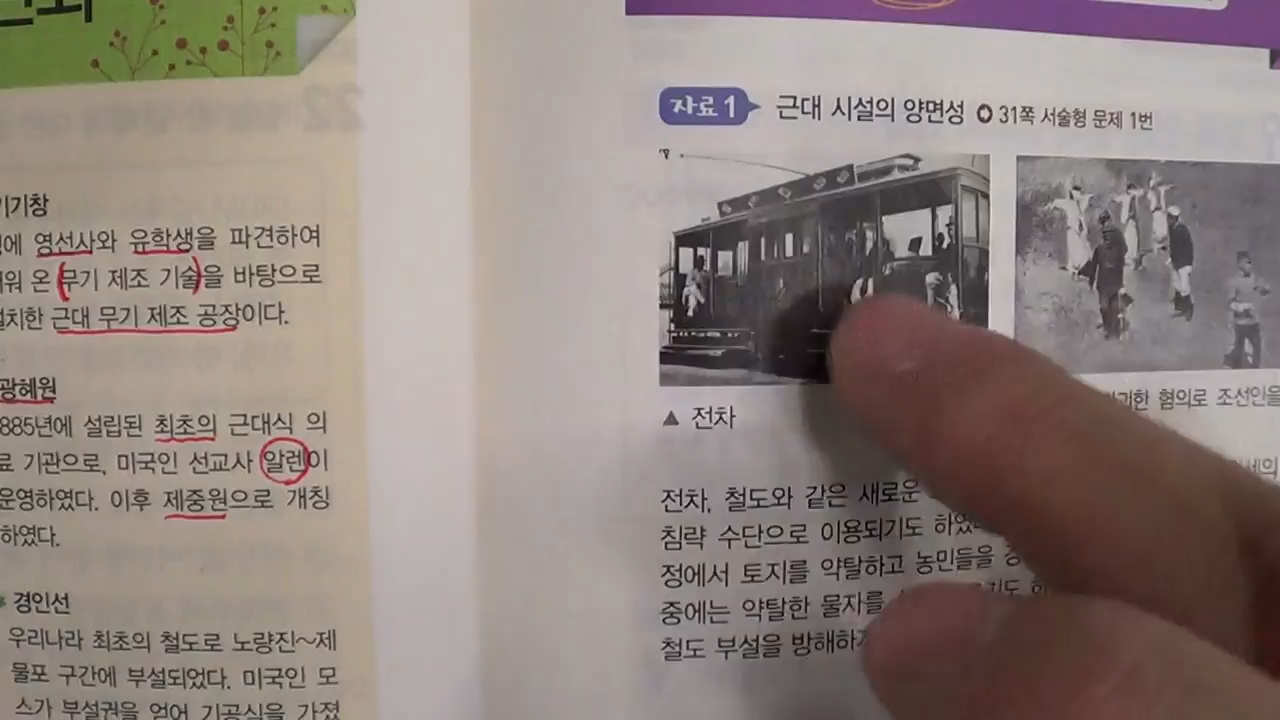 기기창
에 영선사와 유학생을 파견하여
워 온 (무기 제조 기술)을 바탕으로
설치한 근대 무기 제조 공장이다.
광혜원
885년에 설립된 최초의 근대식 의
료 기관으로, 미국인 선교사 알렌이
운영하였다. 이후 제중원으로 개칭
하였다.
* 경인선
우리나라 최초의 철도로 노량진~제
물포 구간에 부설되었다. 미국인 모
스가 부설권을 얻어 기공식을 가졌
자료 1 근대 시설의 양면성 31쪽 서술형 문제 1번
▲ 전차
혐의로 조선인을
전차, 철도와 같은 새로운
침략 수단으로 이용되기도 하였
정에서 토지를 약탈하고 농민들을
중에는 약탈한 물자를
철도 부설을 방해하